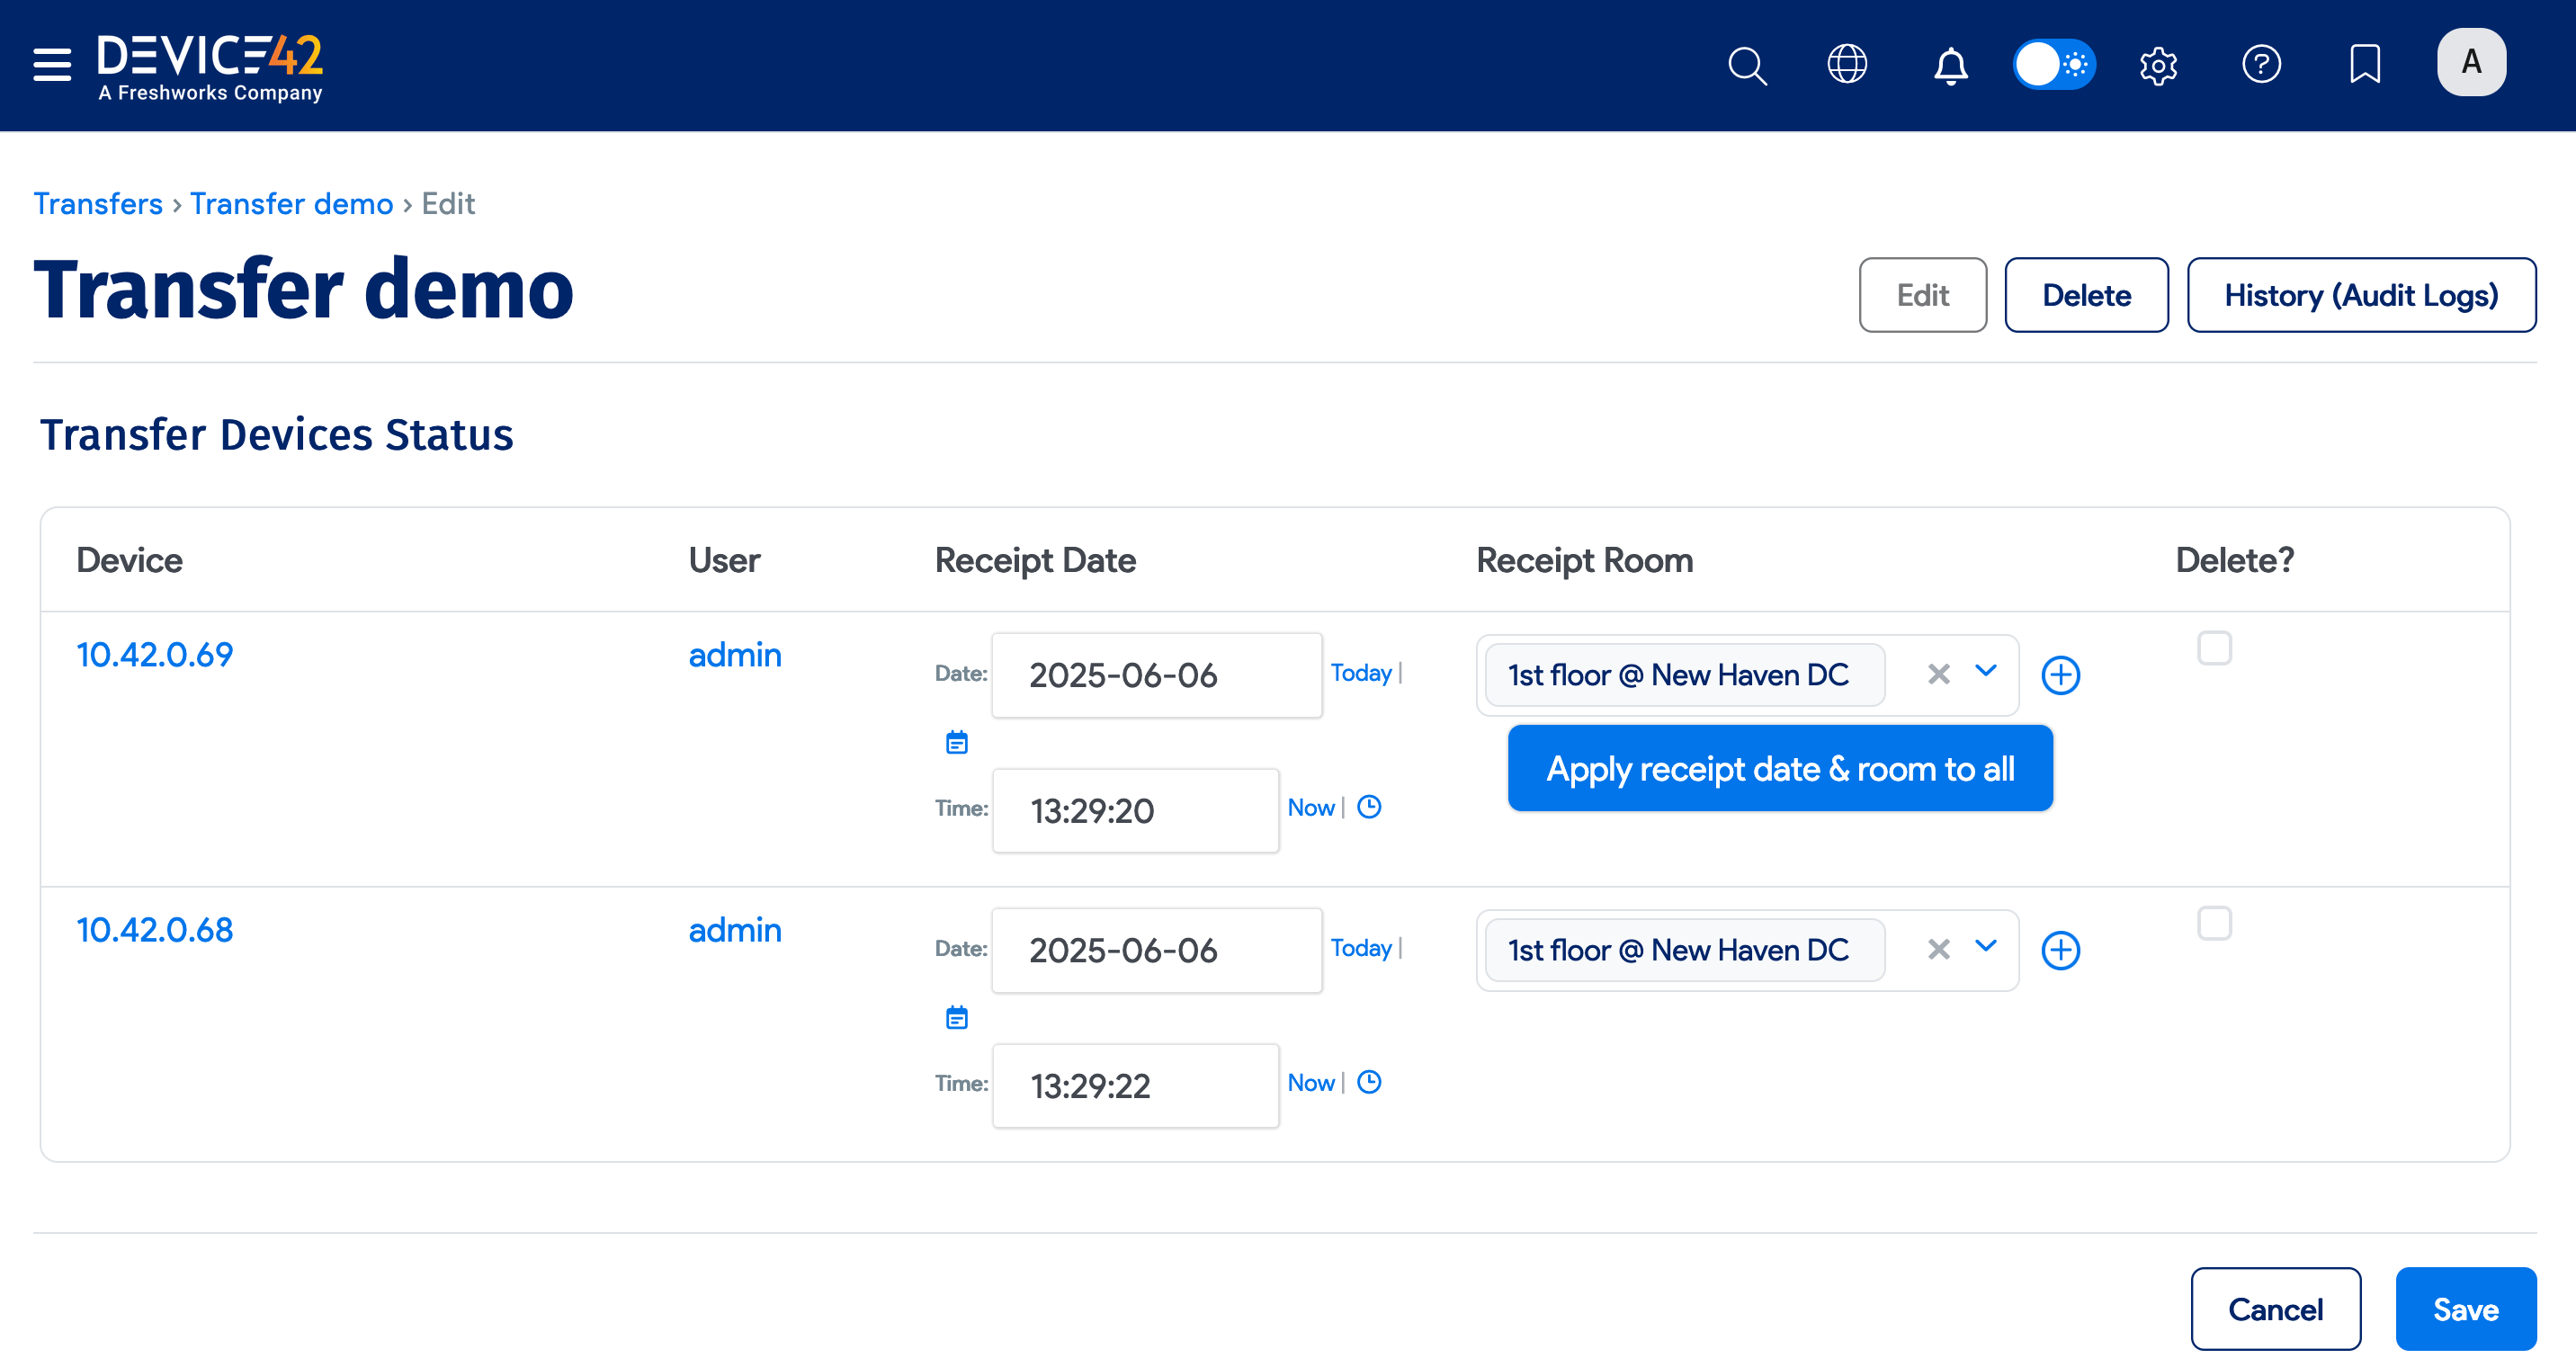 DEVICE42
A Freshworks Company
A
Transfers › Transfer demo › Edit
Transfer demo
Edit
Delete
History (Audit Logs)
Transfer Devices Status
Device User Receipt Date Receipt Room Delete?
10.42.0.69 admin Date: 2025-06-06 Today | 1st floor @ New Haven DC
Apply receipt date & room to all
Time: 13:29:20 Now |
10.42.0.68 admin Date: 2025-06-06 Today | 1st floor @ New Haven DC
Time: 13:29:22 Now |
Cancel Save